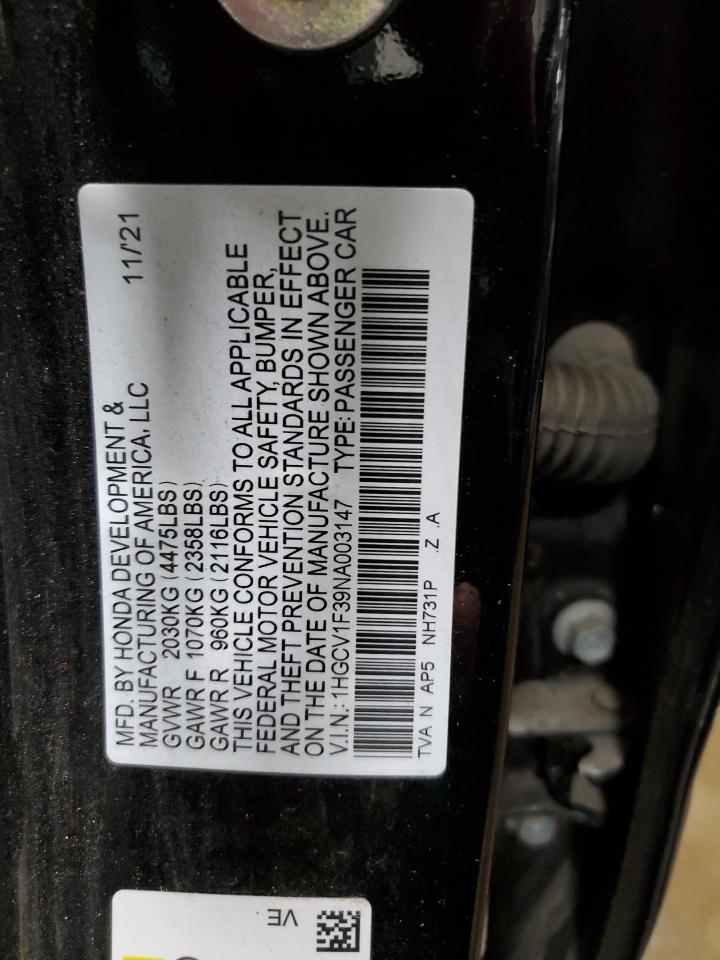 MFD. BY HONDA DEVELOPMENT & 11/'21
MANUFACTURING OF AMERICA, LLC
GVWR 2030KG (4475LBS)
GAWR F 1070KG (2358LBS)
GAWR R 960KG (2116LBS)
THIS VEHICLE CONFORMS TO ALL APPLICABLE
FEDERAL MOTOR VEHICLE SAFETY, BUMPER,
AND THEFT PREVENTION STANDARDS IN EFFECT
ON THE DATE OF MANUFACTURE SHOWN ABOVE.
V.I.N.: 1HGCV1F39NA003147 TYPE: PASSENGER CAR
TVA N AP5 NH731P .Z .A
VE